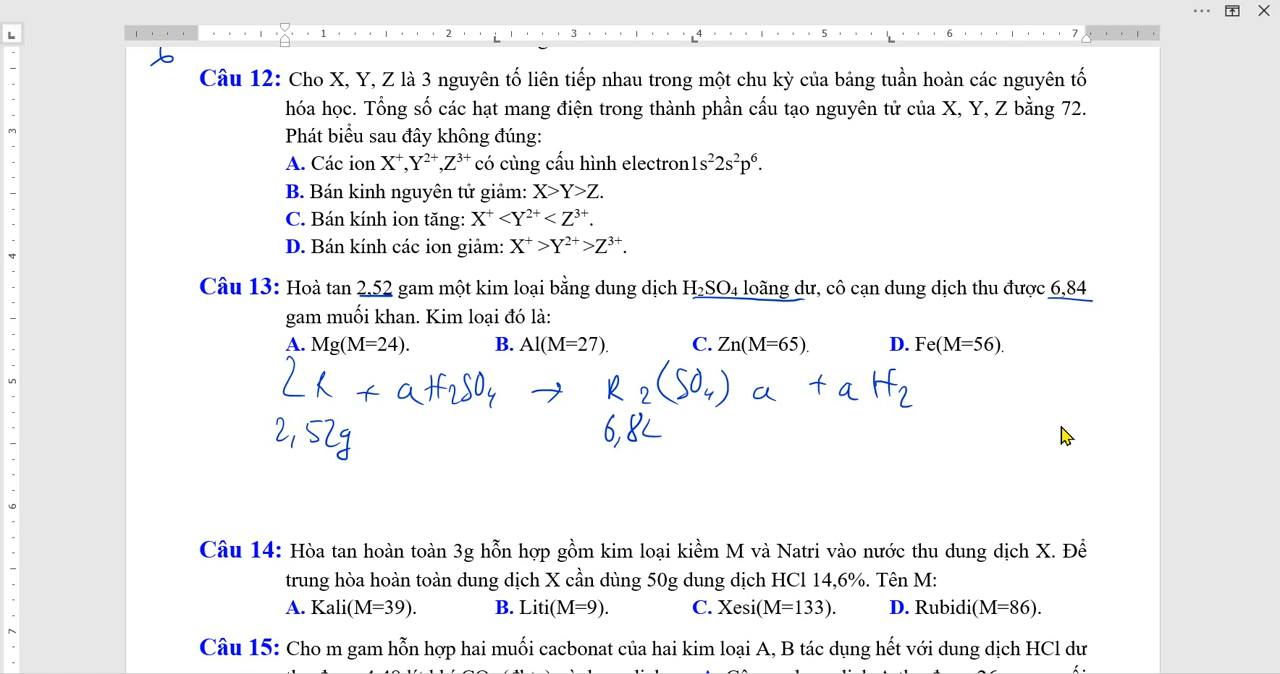 Câu 12: Cho X, Y, Z là 3 nguyên tố liên tiếp nhau trong một chu kỳ của bảng tuần hoàn các nguyên tố
hóa học. Tổng số các hạt mang điện trong thành phần cấu tạo nguyên tử của X, Y, Z bằng 72.
Phát biểu sau đây không đúng:
A. Các ion X⁺,Y²⁺,Z³⁺ có cùng cấu hình electron1s²2s²p⁶.
B. Bán kinh nguyên tử giảm: X>Y>Z.
C. Bán kính ion tăng: X⁺ <Y²⁺ < Z³⁺.
D. Bán kính các ion giảm: X⁺ >Y²⁺ >Z³⁺.
Câu 13: Hoà tan 2,52 gam một kim loại bằng dung dịch H₂SO₄ loãng dư, cô cạn dung dịch thu được 6,84
gam muối khan. Kim loại đó là:
A. Mg(M=24). B. Al(M=27). C. Zn(M=65). D. Fe(M=56).
2R + aH₂SO₄ → R₂(SO₄)a + aH₂
2,52g 6,8
Câu 14: Hòa tan hoàn toàn 3g hỗn hợp gồm kim loại kiềm M và Natri vào nước thu dung dịch X. Để
trung hòa hoàn toàn dung dịch X cần dùng 50g dung dịch HCl 14,6%. Tên M:
A. Kali(M=39). B. Liti(M=9). C. Xesi(M=133). D. Rubidi(M=86).
Câu 15: Cho m gam hỗn hợp hai muối cacbonat của hai kim loại A, B tác dụng hết với dung dịch HCl dư